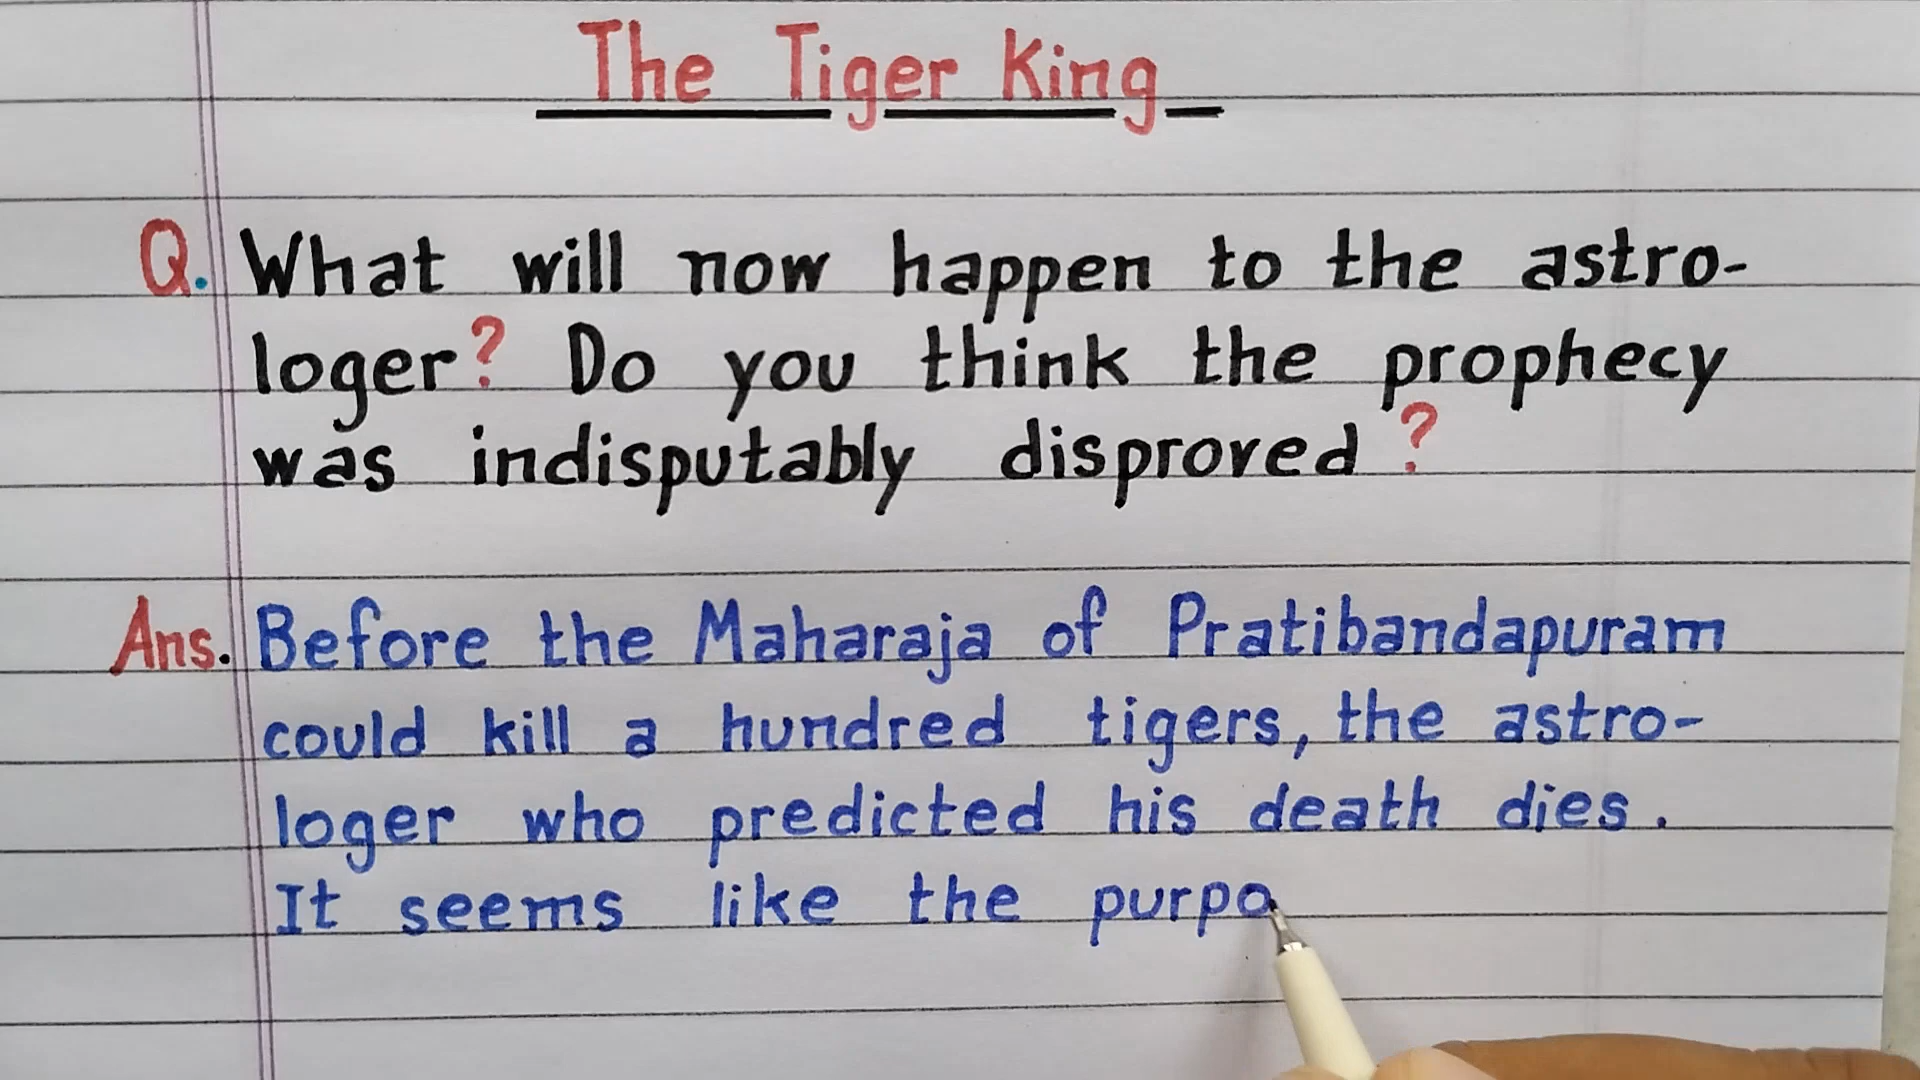 The Tiger King
Q. What will now happen to the astro-
loger? Do you think the prophecy
was indisputably disproved?
Ans. Before the Maharaja of Pratibandapuram
could kill a hundred tigers, the astro-
loger who predicted his death dies.
It seems like the purpo